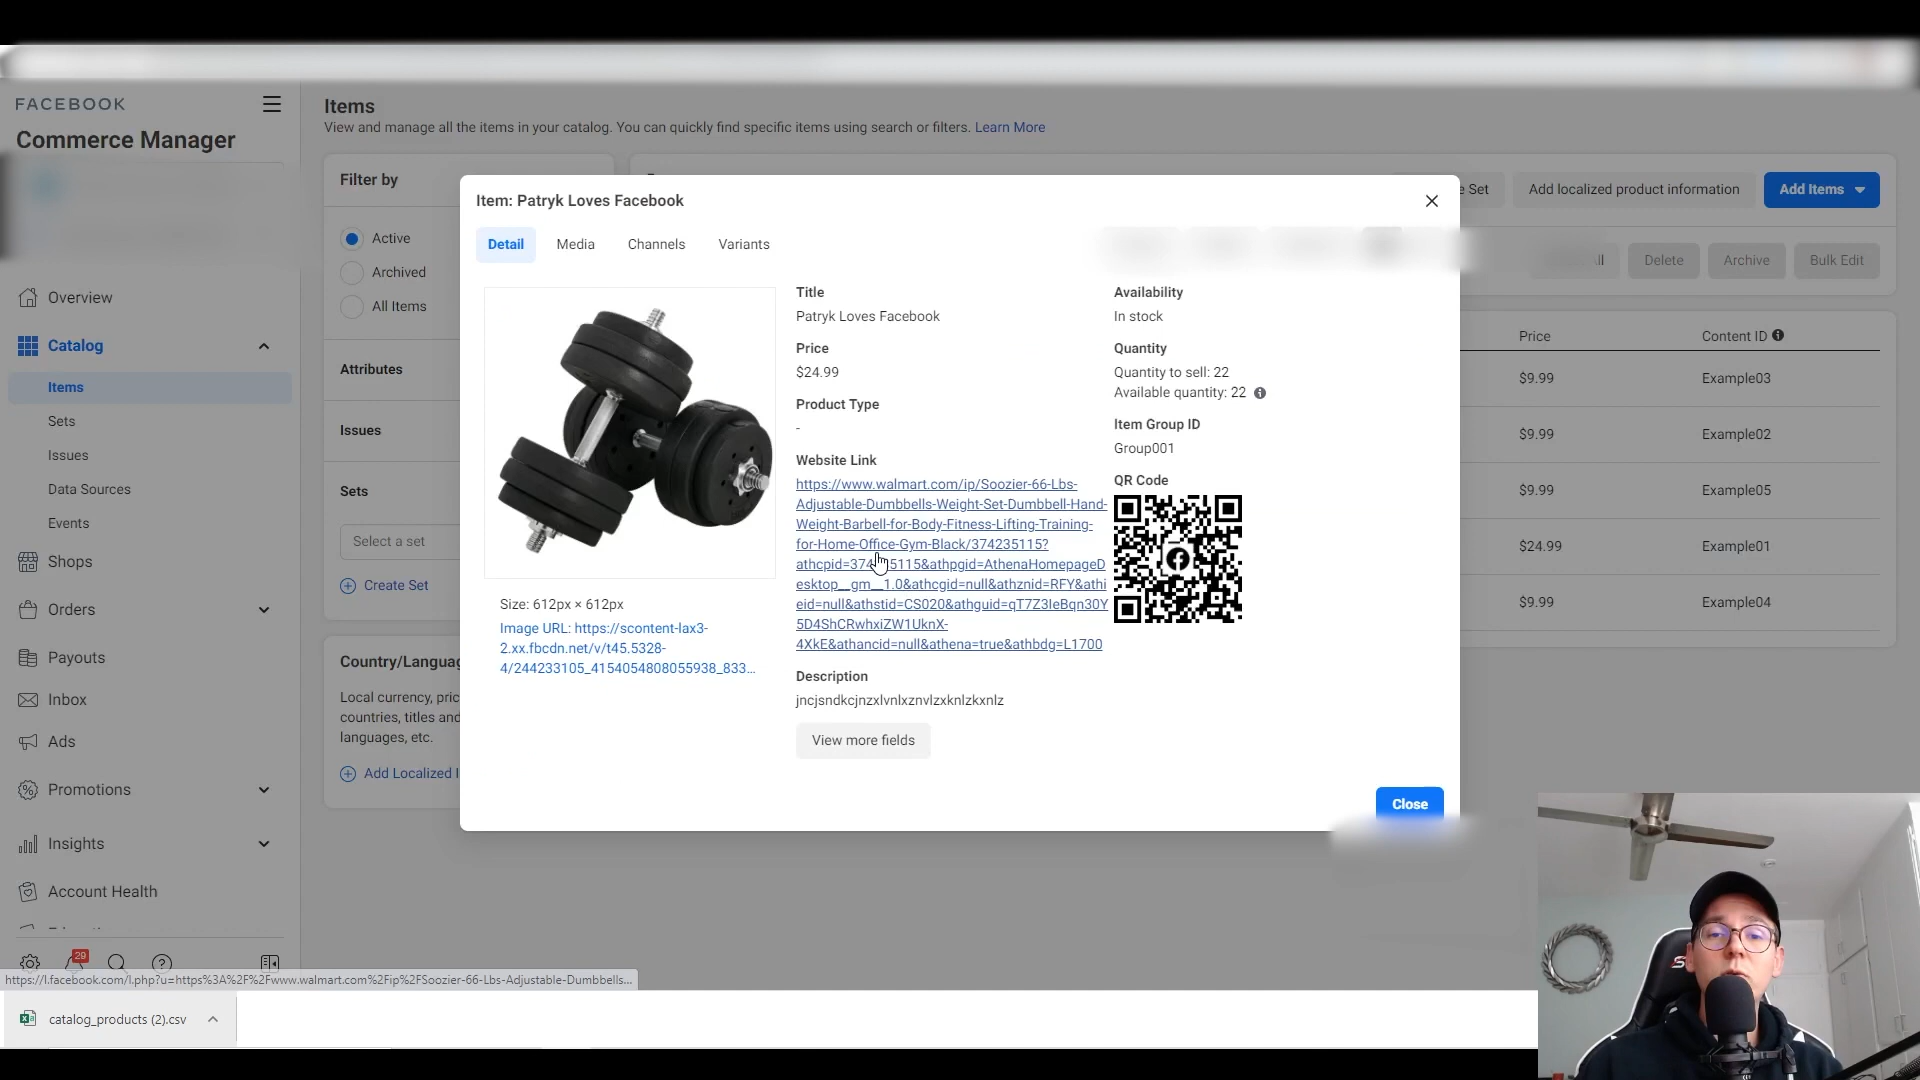 FACEBOOK
Commerce Manager
Overview
Catalog
Items
Sets
Issues
Data Sources
Events
Shops
Orders
Payouts
Inbox
Ads
Promotions
Insights
Account Health
29
Items
View and manage all the items in your catalog. You can quickly find specific items using search or filters. Learn More
Filter by
Active
Archived
All Items
Attributes
Issues
Sets
Select a set
Create Set
Country/Languag
Local currency, pric
countries, titles and
languages, etc.
Add Localized I
Set
Add localized product information
Add Items
Delete
Archive
Bulk Edit
Price
Content ID
$9.99
Example03
$9.99
Example02
$9.99
Example05
$24.99
Example01
$9.99
Example04
Item: Patryk Loves Facebook
Detail
Media
Channels
Variants
Size: 612px × 612px
Image URL: https://scontent-lax3-
2.xx.fbcdn.net/v/t45.5328-
4/244233105_4154054808055938_833...
Title
Patryk Loves Facebook
Price
$24.99
Product Type
-
Website Link
https://www.walmart.com/ip/Soozier-66-Lbs-
Adjustable-Dumbbells-Weight-Set-Dumbbell-Hand-
Weight-Barbell-for-Body-Fitness-Lifting-Training-
for-Home-Office-Gym-Black/374235115?
athcpid=374 5115&athpgid=AthenaHomepageD
esktop__gm__1.0&athcgid=null&athznid=RFY&athi
eid=null&athstid=CS020&athguid=qT7Z3IeBqn30Y
5D4ShCRwhxiZW1UknX-
4XkE&athancid=null&athena=true&athbdg=L1700
Description
jncjsndkcjnzxlvnlxznvlzxknlzkxnlz
View more fields
Availability
In stock
Quantity
Quantity to sell: 22
Available quantity: 22
Item Group ID
Group001
QR Code
Close
https://l.facebook.com/l.php?u=https%3A%2F%2Fwww.walmart.com%2Fip%2FSoozier-66-Lbs-Adjustable-Dumbbells...
catalog_products (2).csv